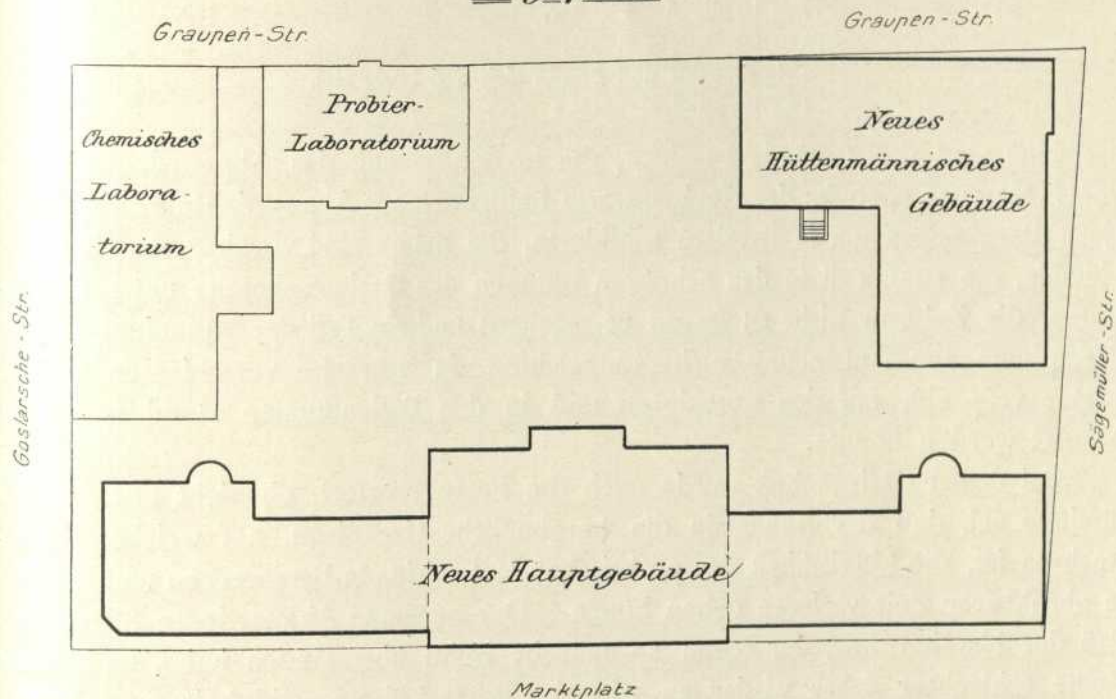 Graupen-Str.
Graupen-Str.
Chemisches
Labora-
torium
Probier-
Laboratorium
Neues
Hüttenmännisches
Gebäude
Goslarsche-Str.
Sägemüller-Str.
Neues Hauptgebäude
Marktplatz